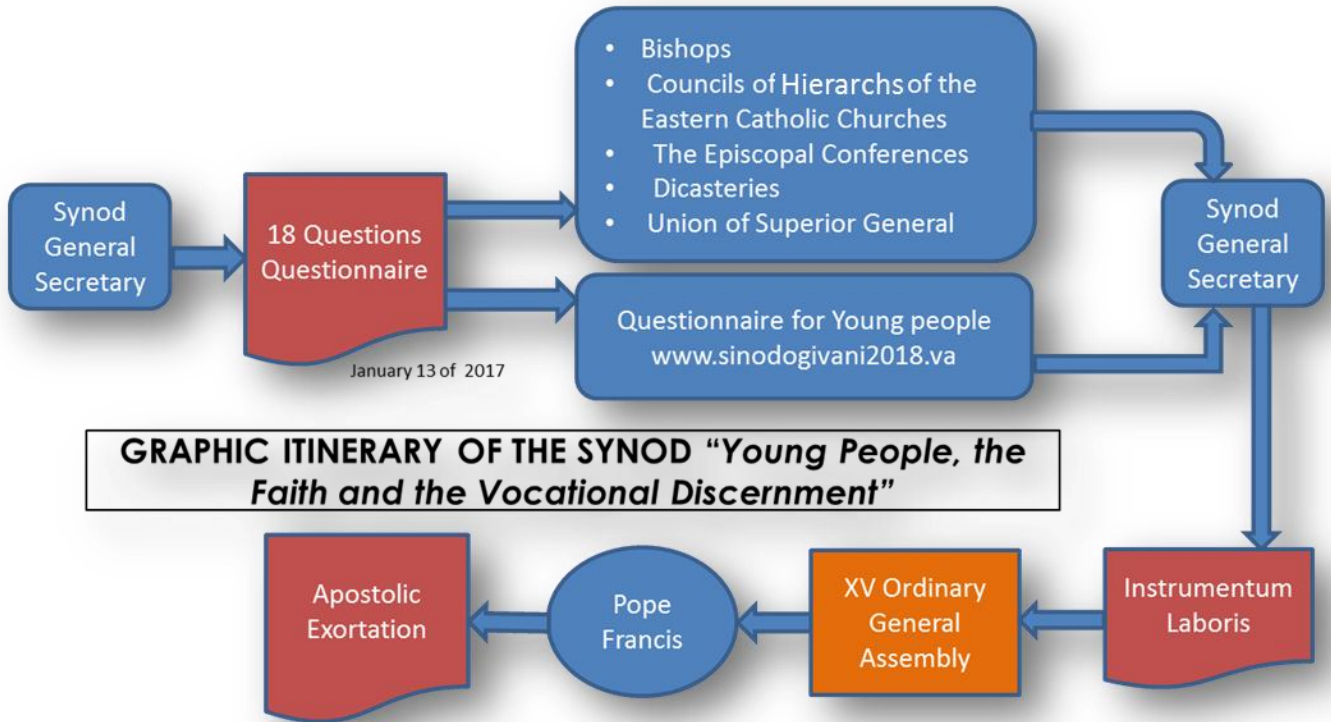 Synod
General
Secretary
18 Questions
Questionnaire
January 13 of 2017
• Bishops
• Councils of Hierarchs of the
Eastern Catholic Churches
• The Episcopal Conferences
• Dicasteries
• Union of Superior General
Questionnaire for Young people
www.sinodogivani2018.va
Synod
General
Secretary
GRAPHIC ITINERARY OF THE SYNOD “Young People, the
Faith and the Vocational Discernment”
Instrumentum
Laboris
XV Ordinary
General
Assembly
Pope
Francis
Apostolic
Exortation